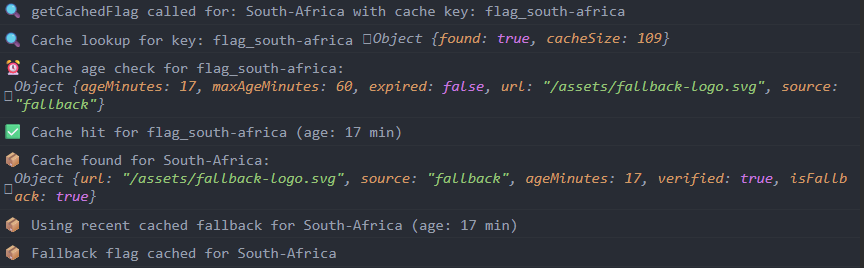 🔍 getCachedFlag called for: South-Africa with cache key: flag_south-africa
🔍 Cache lookup for key: flag_south-africa Object {found: true, cacheSize: 109}
⏰ Cache age check for flag_south-africa:
Object {ageMinutes: 17, maxAgeMinutes: 60, expired: false, url: "/assets/fallback-logo.svg", source:
"fallback"}
✅ Cache hit for flag_south-africa (age: 17 min)
📦 Cache found for South-Africa:
Object {url: "/assets/fallback-logo.svg", source: "fallback", ageMinutes: 17, verified: true, isFallb
ack: true}
📦 Using recent cached fallback for South-Africa (age: 17 min)
📦 Fallback flag cached for South-Africa